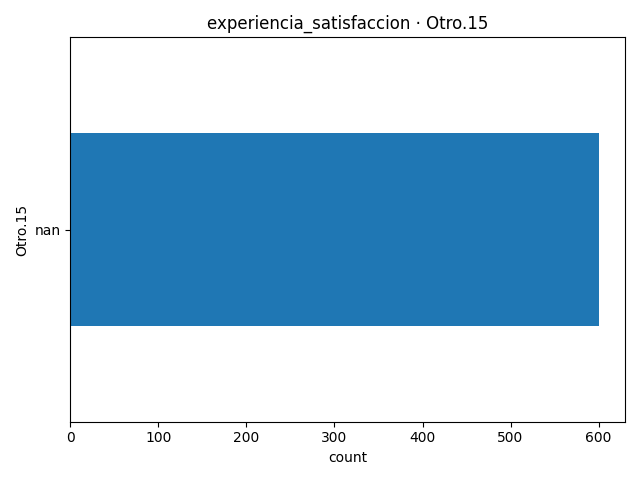 experiencia_satisfaccion · Otro.15
Otro.15
nan
0 100 200 300 400 500 600
count